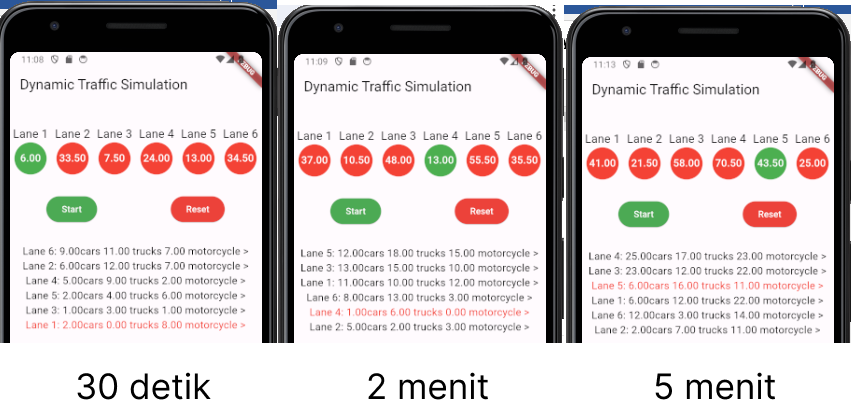 11:08
Dynamic Traffic Simulation
Lane 1 Lane 2 Lane 3 Lane 4 Lane 5 Lane 6
6.00 33.50 7.50 24.00 13.00 34.50
Start Reset
Lane 6: 9.00cars 11.00 trucks 7.00 motorcycle >
Lane 2: 6.00cars 12.00 trucks 7.00 motorcycle >
Lane 4: 5.00cars 9.00 trucks 2.00 motorcycle >
Lane 5: 2.00cars 4.00 trucks 6.00 motorcycle >
Lane 3: 1.00cars 3.00 trucks 1.00 motorcycle >
Lane 1: 2.00cars 0.00 trucks 8.00 motorcycle >
30 detik
11:09
Dynamic Traffic Simulation
Lane 1 Lane 2 Lane 3 Lane 4 Lane 5 Lane 6
37.00 10.50 48.00 13.00 55.50 35.50
Start Reset
Lane 5: 12.00cars 18.00 trucks 15.00 motorcycle >
Lane 3: 13.00cars 15.00 trucks 10.00 motorcycle >
Lane 1: 11.00cars 10.00 trucks 12.00 motorcycle >
Lane 6: 8.00cars 13.00 trucks 3.00 motorcycle >
Lane 4: 1.00cars 6.00 trucks 0.00 motorcycle >
Lane 2: 5.00cars 2.00 trucks 3.00 motorcycle >
2 menit
11:13
Dynamic Traffic Simulation
Lane 1 Lane 2 Lane 3 Lane 4 Lane 5 Lane 6
41.00 21.50 58.00 70.50 43.50 25.00
Start Reset
Lane 4: 25.00cars 17.00 trucks 23.00 motorcycle >
Lane 3: 23.00cars 12.00 trucks 22.00 motorcycle >
Lane 5: 6.00cars 16.00 trucks 11.00 motorcycle >
Lane 1: 6.00cars 12.00 trucks 22.00 motorcycle >
Lane 6: 12.00cars 3.00 trucks 14.00 motorcycle >
Lane 2: 2.00cars 7.00 trucks 11.00 motorcycle >
5 menit